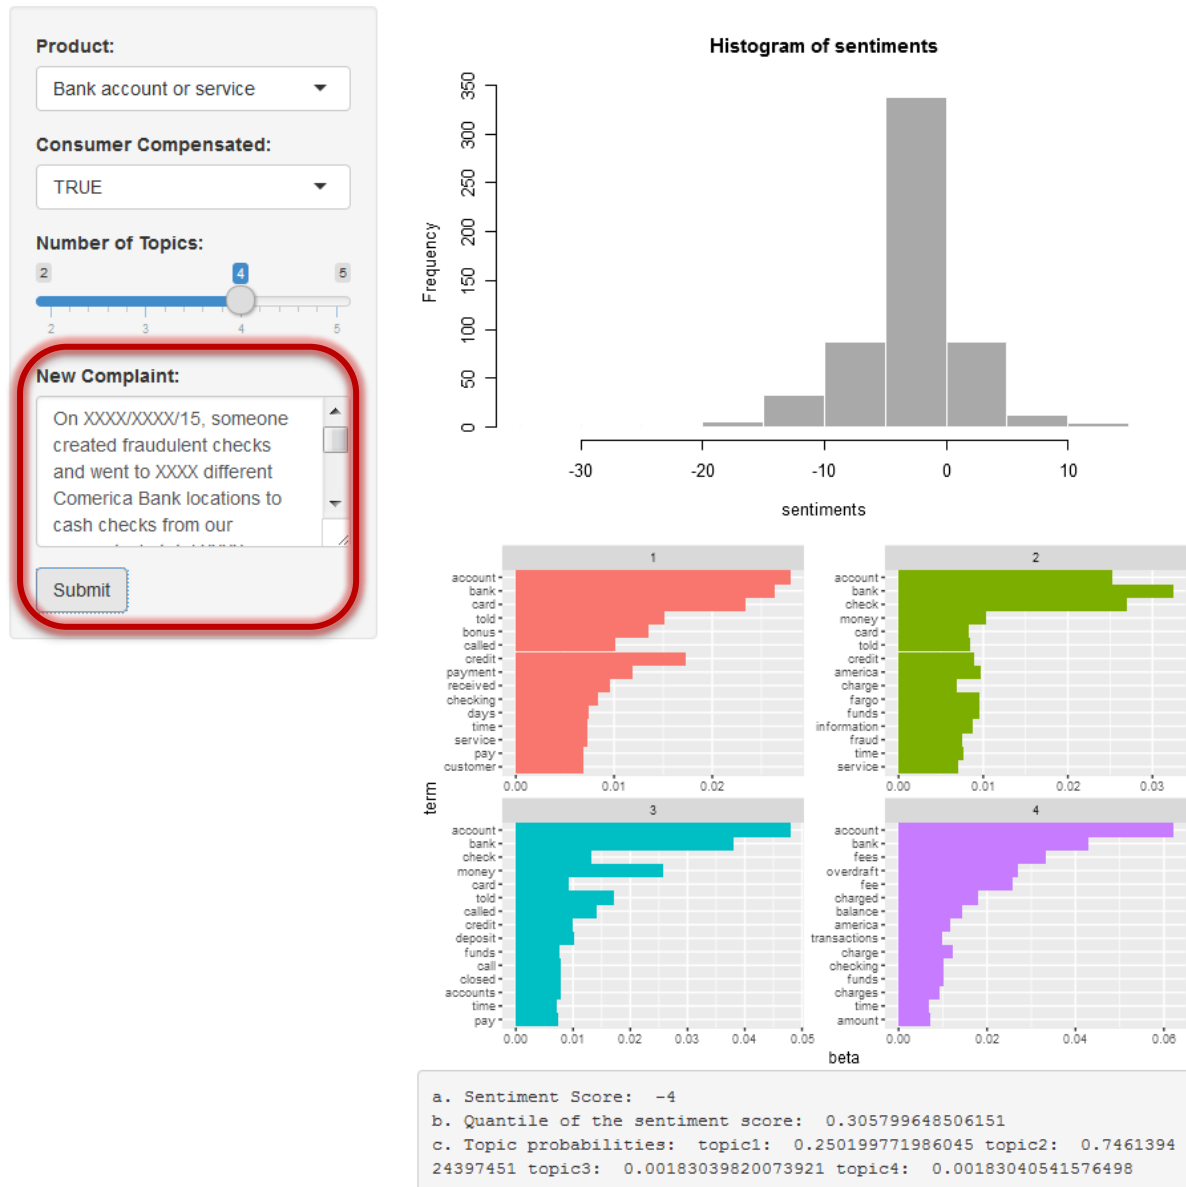 Product:
Bank account or service
Consumer Compensated:
TRUE
Number of Topics:
2 4 5
2 3 4 5
New Complaint:
On XXXX/XXXX/15, someone
created fraudulent checks
and went to XXXX different
Comerica Bank locations to
cash checks from our
Submit
Histogram of sentiments
Frequency
350
300
250
200
150
100
50
0
-30 -20 -10 0 10
sentiments
term
1
account
bank
card
told
bonus
called
credit
payment
received
checking
days
time
service
pay
customer
0.00 0.01 0.02
2
account
bank
check
money
card
told
credit
america
charge
fargo
funds
information
fraud
time
service
0.00 0.01 0.02 0.03
3
account
bank
check
money
card
told
called
credit
deposit
funds
call
closed
accounts
time
pay
0.00 0.01 0.02 0.03 0.04 0.05
4
account
bank
fees
overdraft
fee
charged
balance
america
transactions
charge
checking
funds
charges
time
amount
0.00 0.02 0.04 0.06
beta
a. Sentiment Score: -4
b. Quantile of the sentiment score: 0.305799648506151
c. Topic probabilities: topic1: 0.250199771986045 topic2: 0.7461394
24397451 topic3: 0.00183039820073921 topic4: 0.00183040541576498